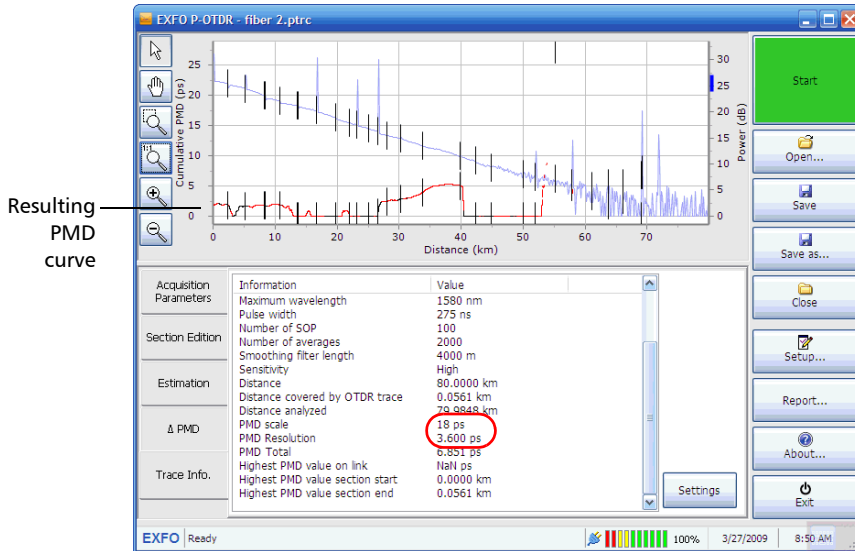 EXFO P-OTDR - fiber 2.ptrc
Cumulative PMD (ps)
25
20
15
10
5
0
30
25
20
15
10
5
0
Power (dB)
0 10 20 30 40 50 60 70
Distance (km)
Resulting
PMD
curve
1:1
Start
Open...
Save
Save as...
Close
Setup...
Report...
About...
Exit
Acquisition
Parameters
Section Edition
Estimation
Δ PMD
Trace Info.
Information Value
Maximum wavelength 1580 nm
Pulse width 275 ns
Number of SOP 100
Number of averages 2000
Smoothing filter length 4000 m
Sensitivity High
Distance 80.0000 km
Distance covered by OTDR trace 0.0561 km
Distance analyzed 79.9848 km
PMD scale 18 ps
PMD Resolution 3.600 ps
PMD Total 6.851 ps
Highest PMD value on link NaN ps
Highest PMD value section start 0.0000 km
Highest PMD value section end 0.0561 km
Settings
EXFO Ready 100% 3/27/2009 8:50 AM